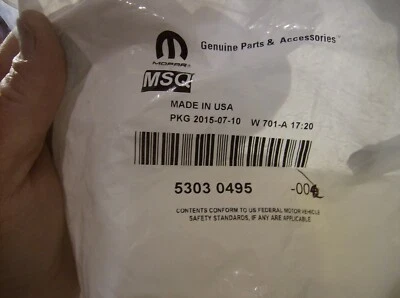 Genuine Parts & Accessories™
MOPAR®
MSQ
MADE IN USA
PKG 2015-07-10 W 701-A 17:20
5303 0495
CONTENTS CONFORM TO US FEDERAL MOTOR VEHICLE
SAFETY STANDARDS, IF ANY ARE APPLICABLE